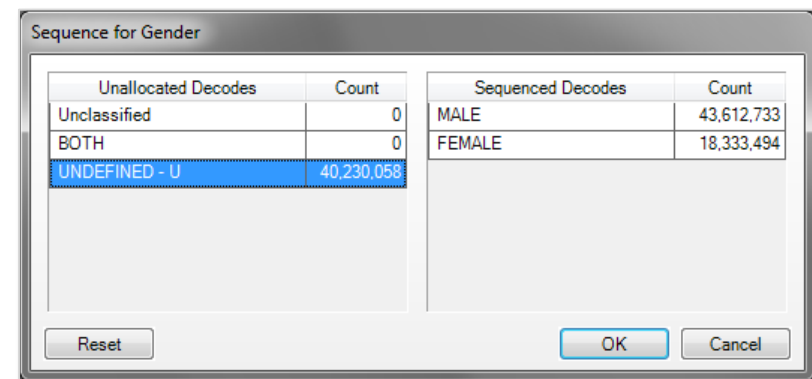 Sequence for Gender
Unallocated Decodes Count
Unclassified 0
BOTH 0
UNDEFINED - U 40,230,058
Sequenced Decodes Count
MALE 43,612,733
FEMALE 18,333,494
Reset OK Cancel